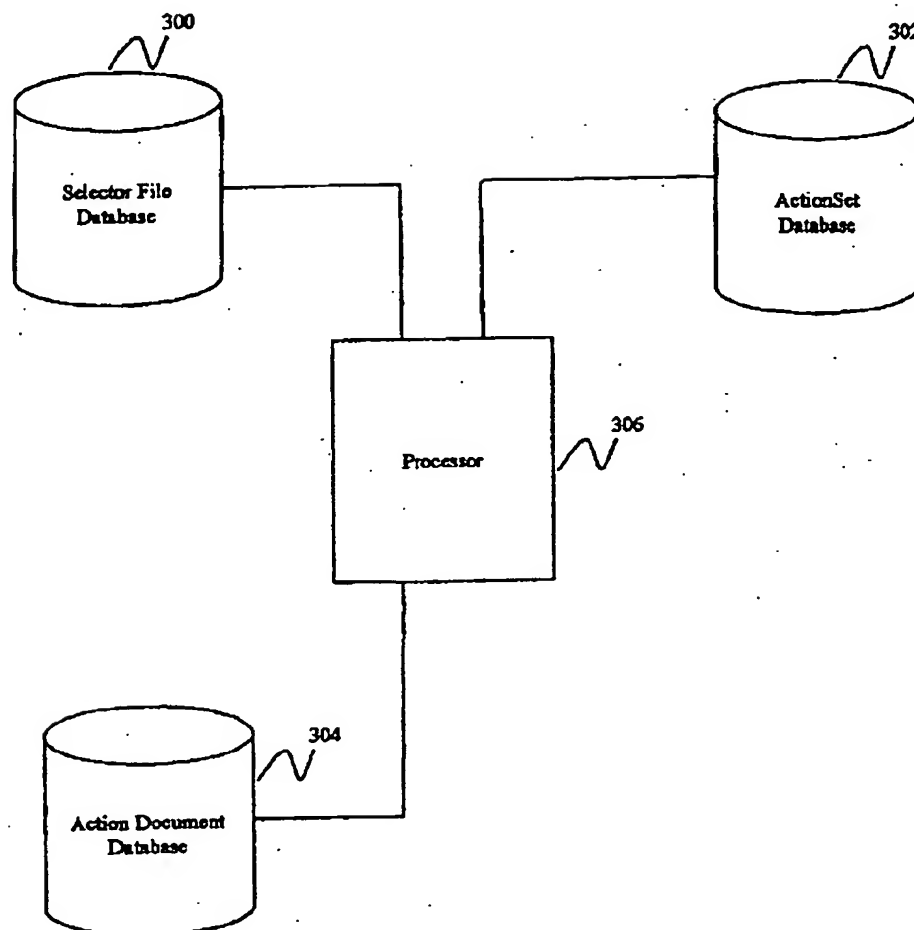 300
302
Selector File
Database
ActionSet
Database
306
Processor
304
Action Document
Database